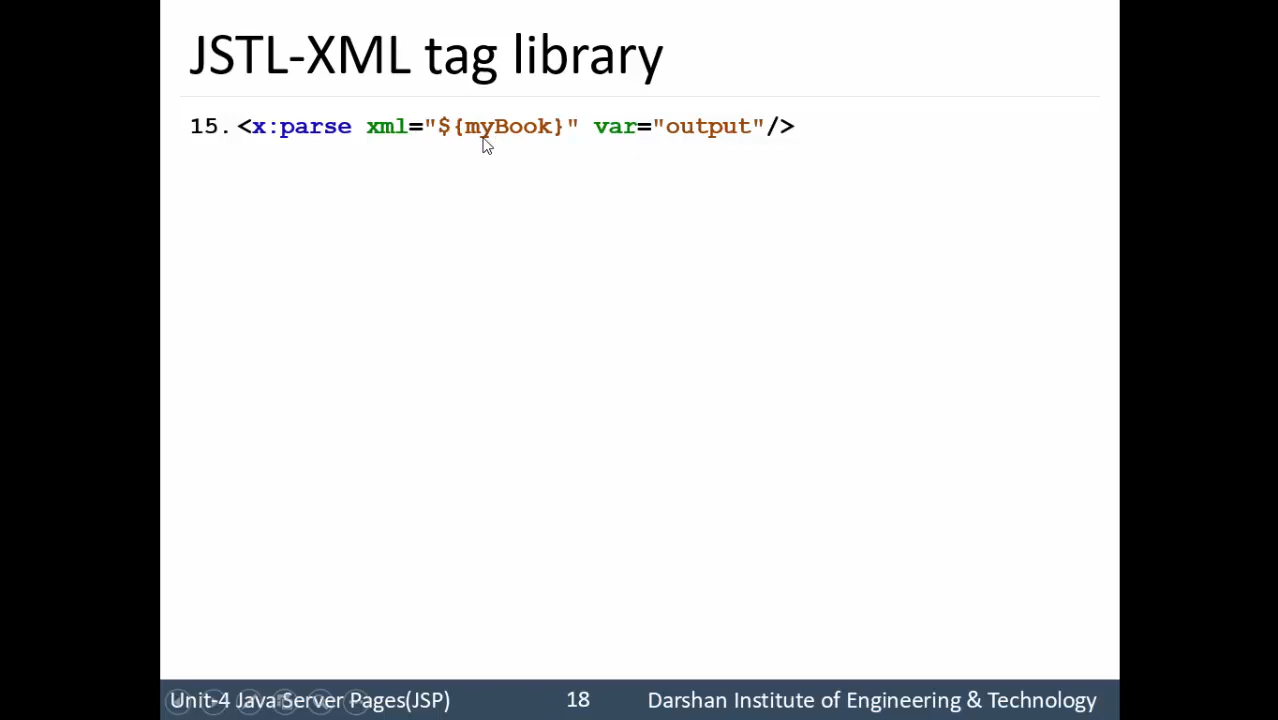 JSTL-XML tag library
15. <x:parse xml="${myBook}" var="output"/>
Unit-4 Java Server Pages(JSP) 18 Darshan Institute of Engineering & Technology